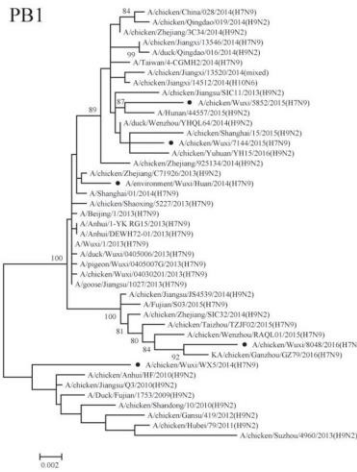 PB1
84
A/chicken/China/028/2014(H7N9)
A/chicken/Qingdao/019/2014(H9N2)
A/chicken/Zhejiang/3C34/2014(H9N2)
A/chicken/Jiangxi/13546/2014(H7N9)
99
A/duck/Qingdao/016/2014(H9N2)
A/Taiwan/4-CGMH2/2014(H7N9)
A/chicken/Jiangxi/13520/2014(mixed)
A/chicken/Jiangxi/14512/2014(H10N6)
A/chicken/Jiangsu/SIC11/2013(H9N2)
87
A/chicken/Wuxi/5852/2015(H7N9)
A/Hunan/44557/2015(H9N2)
89
A/duck/Wenzhou/YHQL64/2014(H9N2)
A/chicken/Shanghai/15/2015(H9N2)
A/chicken/Wuxi/7144/2015(H7N9)
A/chicken/Yuhuan/YH15/2016(H9N2)
A/chicken/Zhejiang/925134/2014(H9N2)
A/chicken/Zhejiang/C71926/2013(H9N2)
A/environment/Wuxi/Huan/2014(H7N9)
A/Shanghai/01/2014(H7N9)
A/chicken/Shaoxing/5227/2013(H7N9)
A/Beijing/1/2013(H7N9)
A/Anhui/1-YK RG15/2013(H7N9)
A/Anhui/DEWH72-01/2013(H7N9)
A/Wuxi/1/2013(H7N9)
100
A/duck/Wuxi/0405006/2013(H7N9)
A/pigeon/Wuxi/0405007G/2013(H7N9)
A/chicken/Wuxi/04030201/2013(H7N9)
A/goose/Jiangsu/1027/2013(H7N9)
A/chicken/Jiangsu/JS4539/2014(H9N2)
100
A/Fujian/S03/2015(H7N9)
A/chicken/Zhejiang/SIC32/2014(H9N2)
81
A/chicken/Taizhou/TZJF02/2015(H7N9)
80
A/chicken/Wenzhou/RAQL01/2015(H7N9)
84
A/chicken/Wuxi/8048/2016(H7N
92
KA/chicken/Ganzhou/GZ79/2016(H7N9)
A/chicken/Wuxi/WX5/2014(H7N9)
A/chicken/Anhui/HF/2010(H9N2)
A/chicken/Jiangsu/Q3/2010(H9N2)
A/Duck/Fujian/1753/2009(H9N2)
A/chicken/Shandong/10/2010(H9N2)
A/chicken/Gansu/419/2012(H9N2)
A/chicken/Hubei/79/2011(H9N2)
A/chicken/Suzhou/4960/2013(H9N2)
0.002